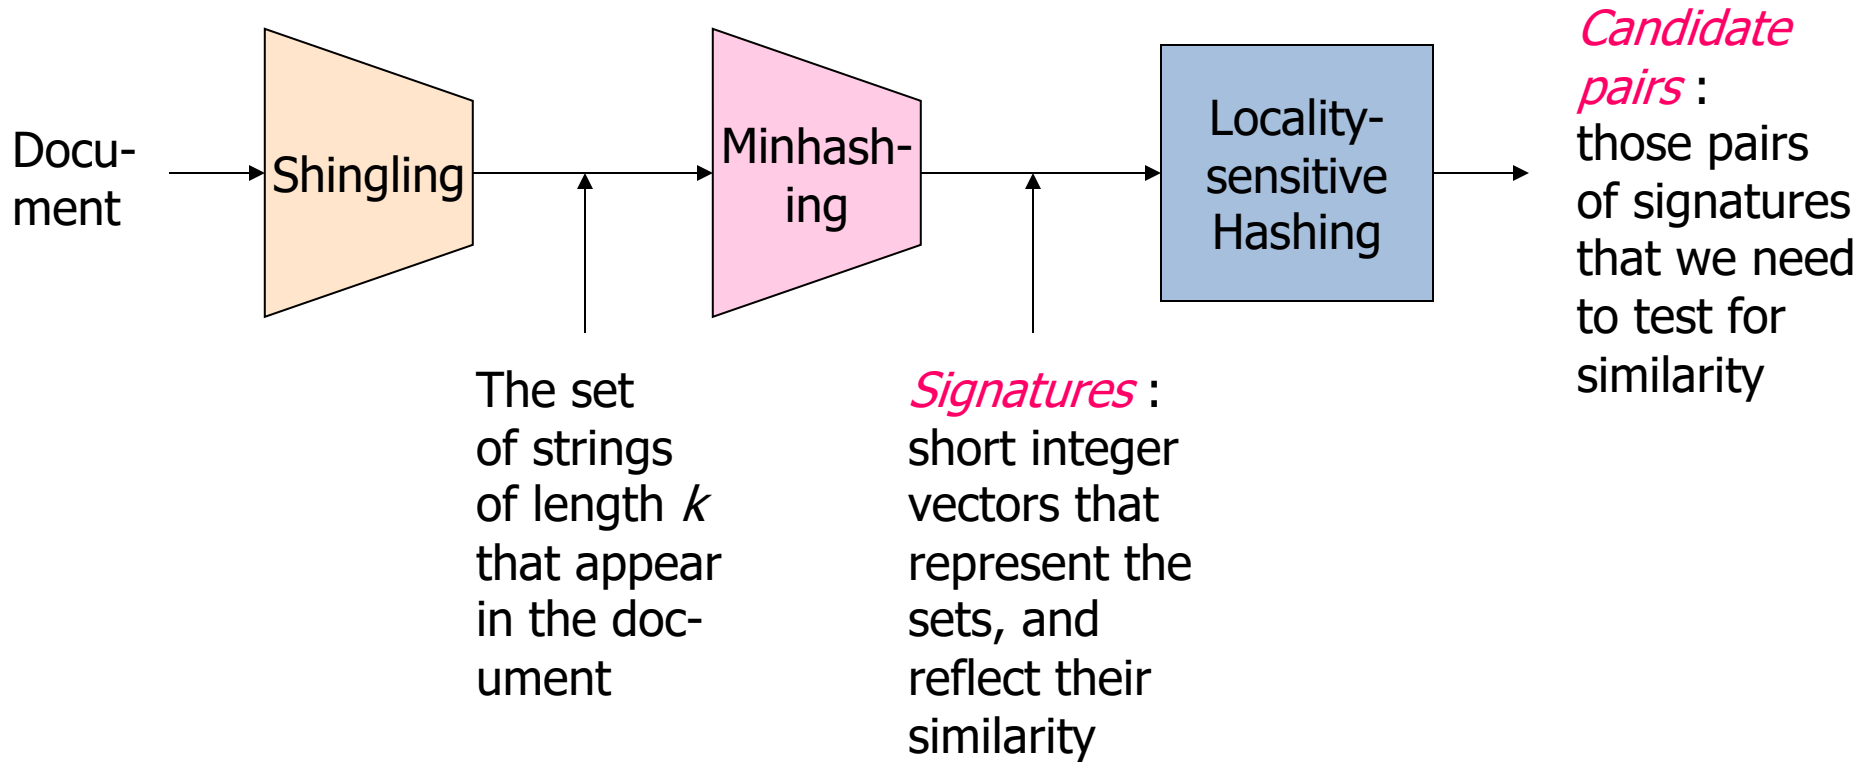 Docu-
ment
Shingling
The set
of strings
of length k
that appear
in the doc-
ument
Minhash-
ing
Signatures :
short integer
vectors that
represent the
sets, and
reflect their
similarity
Locality-
sensitive
Hashing
Candidate
pairs :
those pairs
of signatures
that we need
to test for
similarity